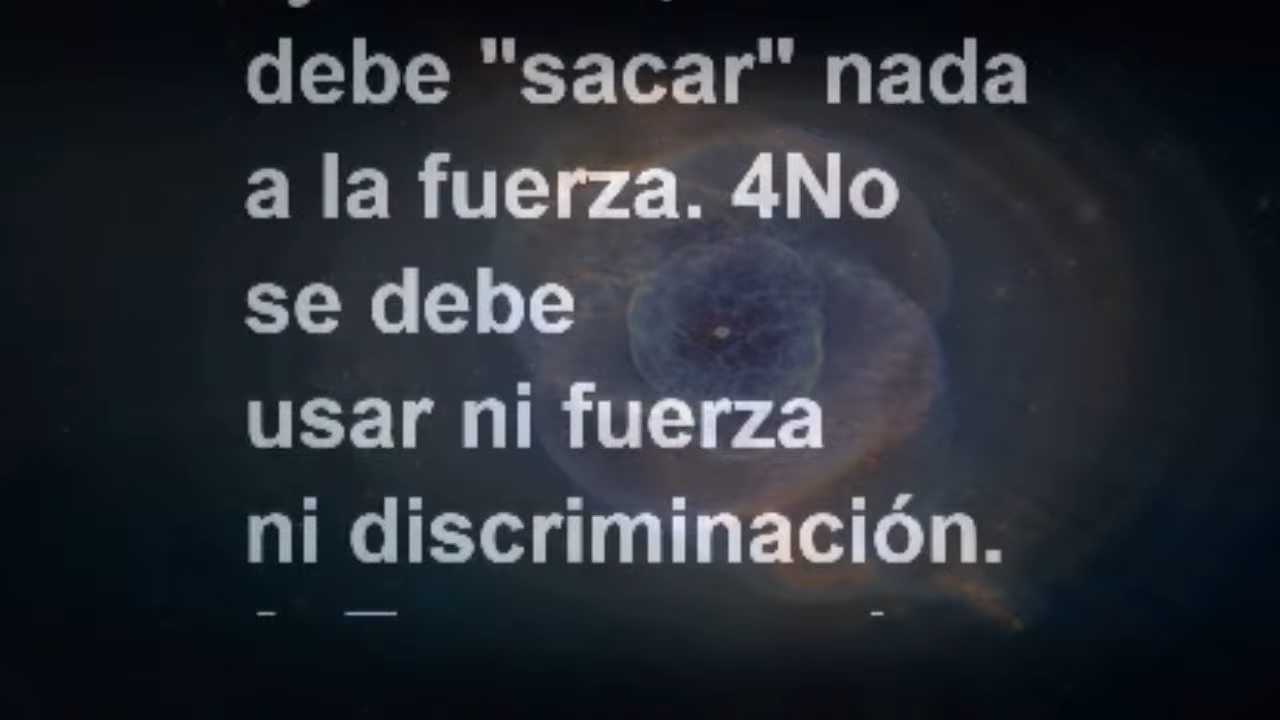 debe "sacar" nada
a la fuerza. 4No
se debe
usar ni fuerza
ni discriminación.